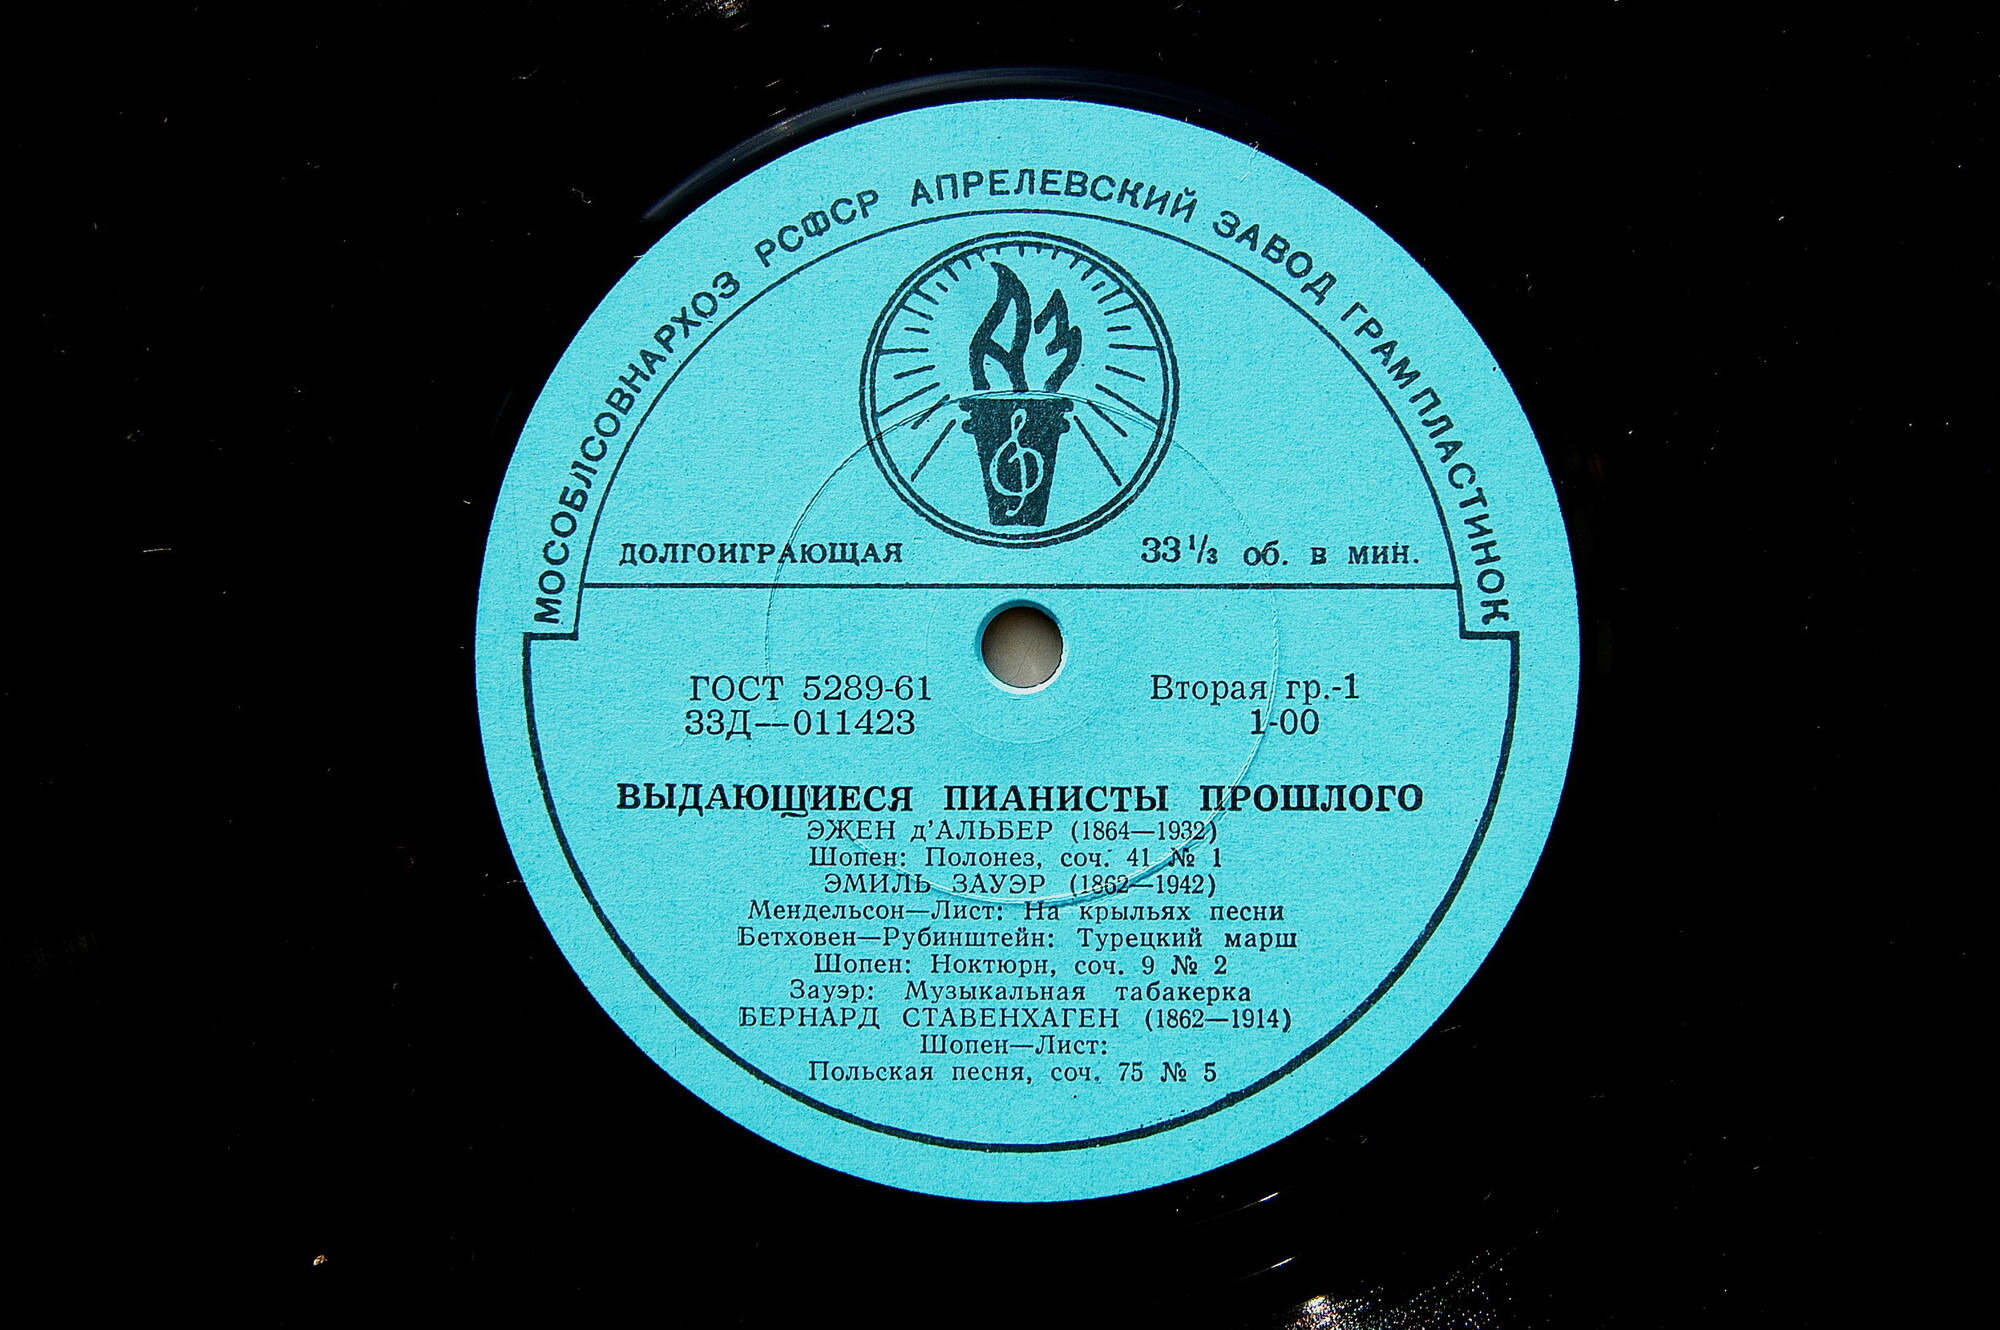 МОСОБЛСОВНАРХОЗ РСФСР АПРЕЛЕВСКИЙ ЗАВОД ГРАМПЛАСТИНОК
АЗ
ДОЛГОИГРАЮЩАЯ 33 1/3 об. в мин.
ГОСТ 5289-61 Вторая гр.-1
33Д—011423 1-00
ВЫДАЮЩИЕСЯ ПИАНИСТЫ ПРОШЛОГО
ЭЖЕН д'АЛЬБЕР (1864—1932)
Шопен: Полонез, соч. 41 № 1
ЭМИЛЬ ЗАУЭР (1862—1942)
Мендельсон—Лист: На крыльях песни
Бетховен—Рубинштейн: Турецкий марш
Шопен: Ноктюрн, соч. 9 № 2
Зауэр: Музыкальная табакерка
БЕРНАРД СТАВЕНХАГЕН (1862—1914)
Шопен—Лист:
Польская песня, соч. 75 № 5